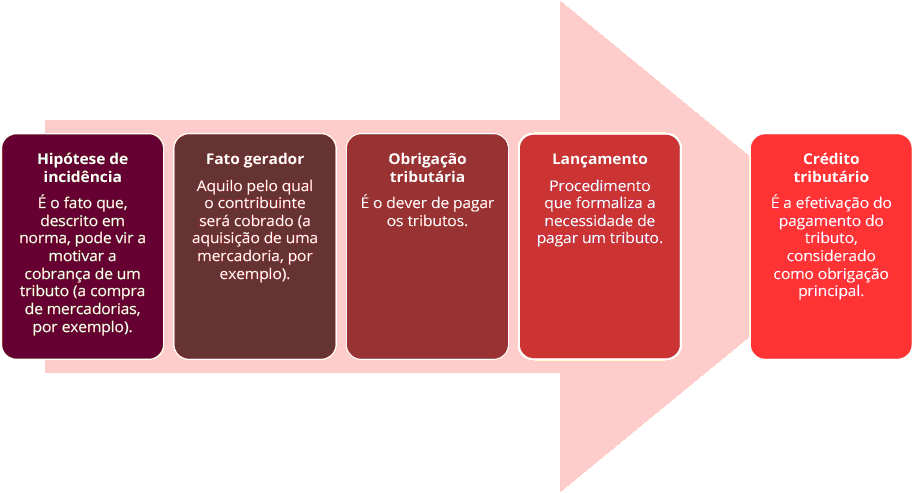 Hipótese de
incidência
É o fato que,
descrito em
norma, pode vir a
motivar a
cobrança de um
tributo (a compra
de mercadorias,
por exemplo).
Fato gerador
Aquilo pelo qual
o contribuinte
será cobrado (a
aquisição de uma
mercadoria, por
exemplo).
Obrigação
tributária
É o dever de pagar
os tributos.
Lançamento
Procedimento
que formaliza a
necessidade de
pagar um tributo.
Crédito
tributário
É a efetivação do
pagamento do
tributo,
considerado
como obrigação
principal.